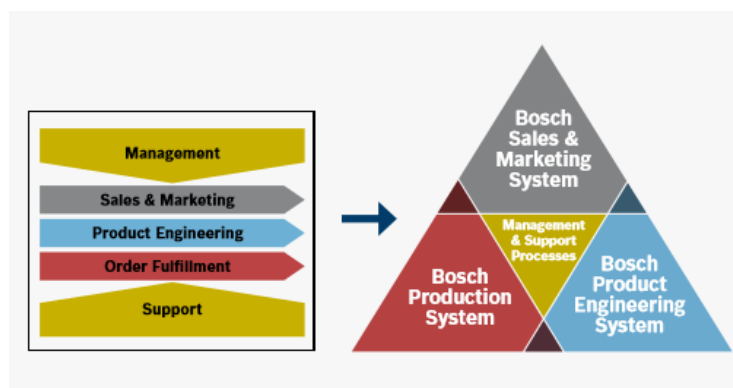 Management
Sales & Marketing
Product Engineering
Order Fulfillment
Support
Bosch
Sales &
Marketing
System
Management
& Support
Processes
Bosch
Production
System
Bosch
Product
Engineering
System